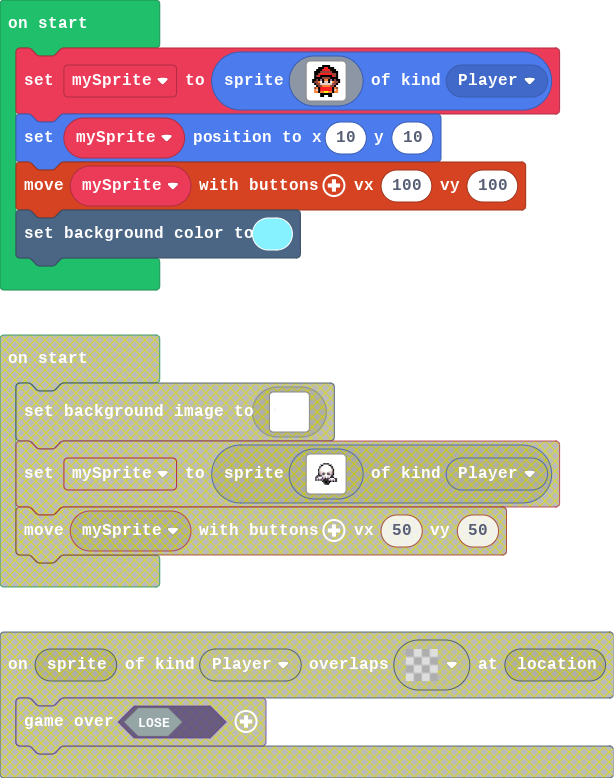 on start
set mySprite to sprite of kind Player
set mySprite position to x 10 y 10
move mySprite with buttons vx 100 vy 100
set background color to
on start
set background image to
set mySprite to sprite of kind Player
move mySprite with buttons vx 50 vy 50
on sprite of kind Player overlaps at location
game over LOSE